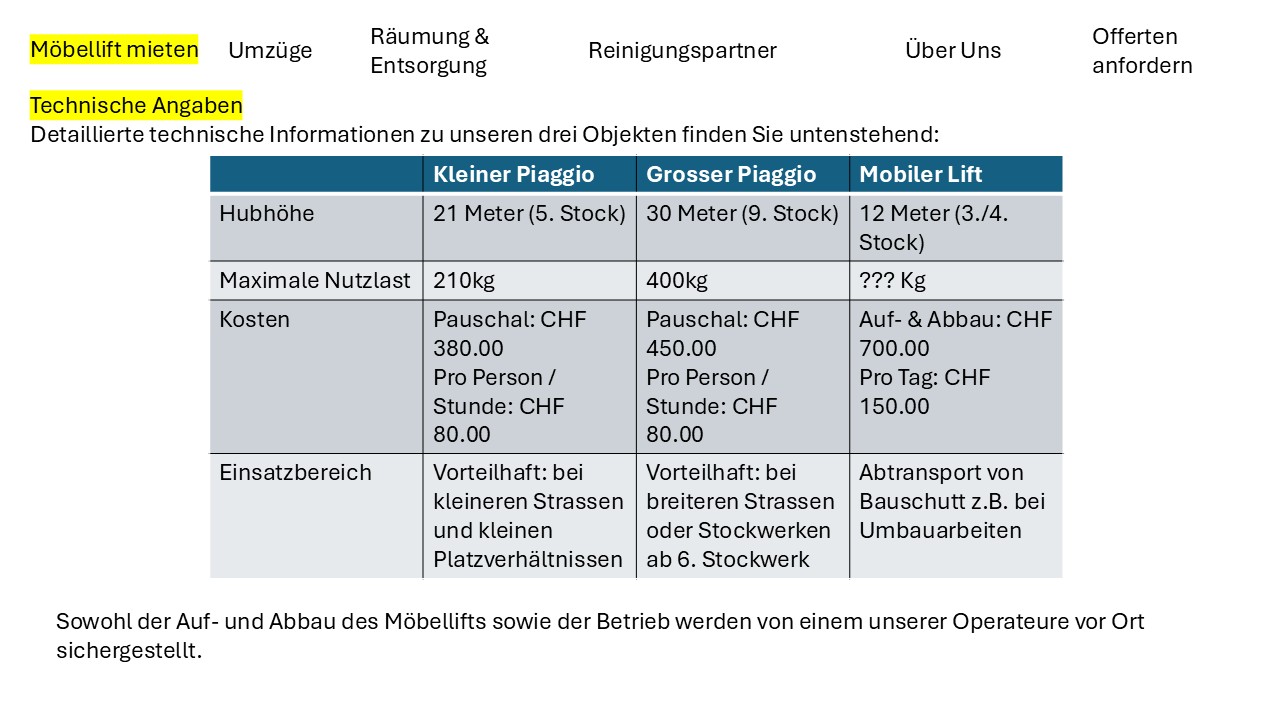 Möbellift mieten
Umzüge
Räumung &
Entsorgung
Reinigungspartner
Über Uns
Offerten
anfordern
Technische Angaben
Detaillierte technische Informationen zu unseren drei Objekten finden Sie untenstehend:
Kleiner Piaggio
Grosser Piaggio
Mobiler Lift
Hubhöhe
21 Meter (5. Stock)
30 Meter (9. Stock)
12 Meter (3./4.
Stock)
Maximale Nutzlast
210kg
400kg
??? Kg
Kosten
Pauschal: CHF
380.00
Pro Person /
Stunde: CHF
80.00
Pauschal: CHF
450.00
Pro Person /
Stunde: CHF
80.00
Auf- & Abbau: CHF
700.00
Pro Tag: CHF
150.00
Einsatzbereich
Vorteilhaft: bei
kleineren Strassen
und kleinen
Platzverhältnissen
Vorteilhaft: bei
breiteren Strassen
oder Stockwerken
ab 6. Stockwerk
Abtransport von
Bauschutt z.B. bei
Umbauarbeiten
Sowohl der Auf- und Abbau des Möbellifts sowie der Betrieb werden von einem unserer Operateure vor Ort
sichergestellt.